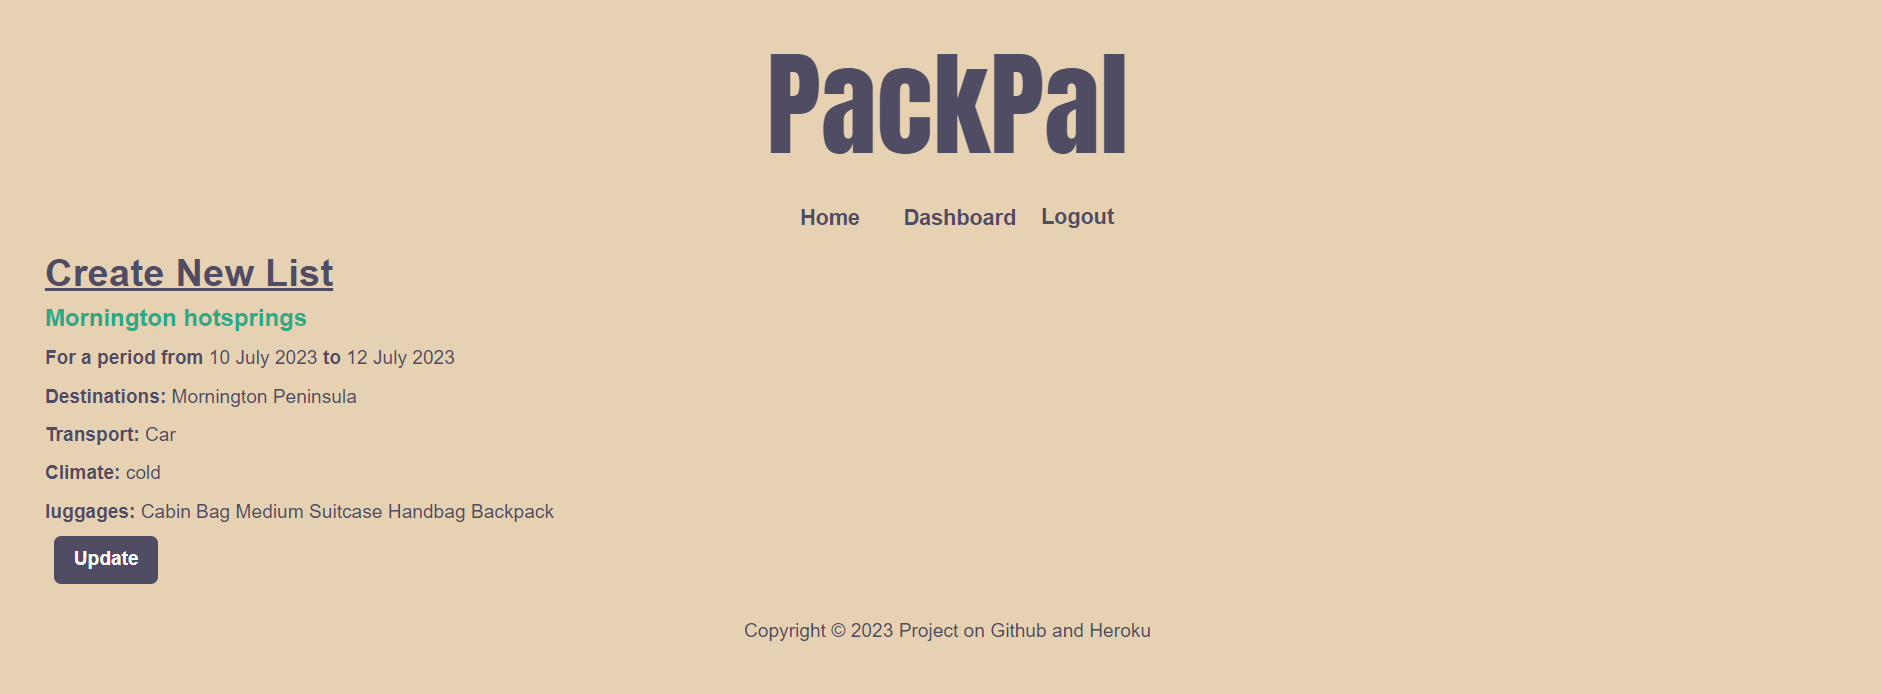 PackPal
Home Dashboard Logout
Create New List
Mornington hotsprings
For a period from 10 July 2023 to 12 July 2023
Destinations: Mornington Peninsula
Transport: Car
Climate: cold
luggages: Cabin Bag Medium Suitcase Handbag Backpack
Update
Copyright © 2023 Project on Github and Heroku